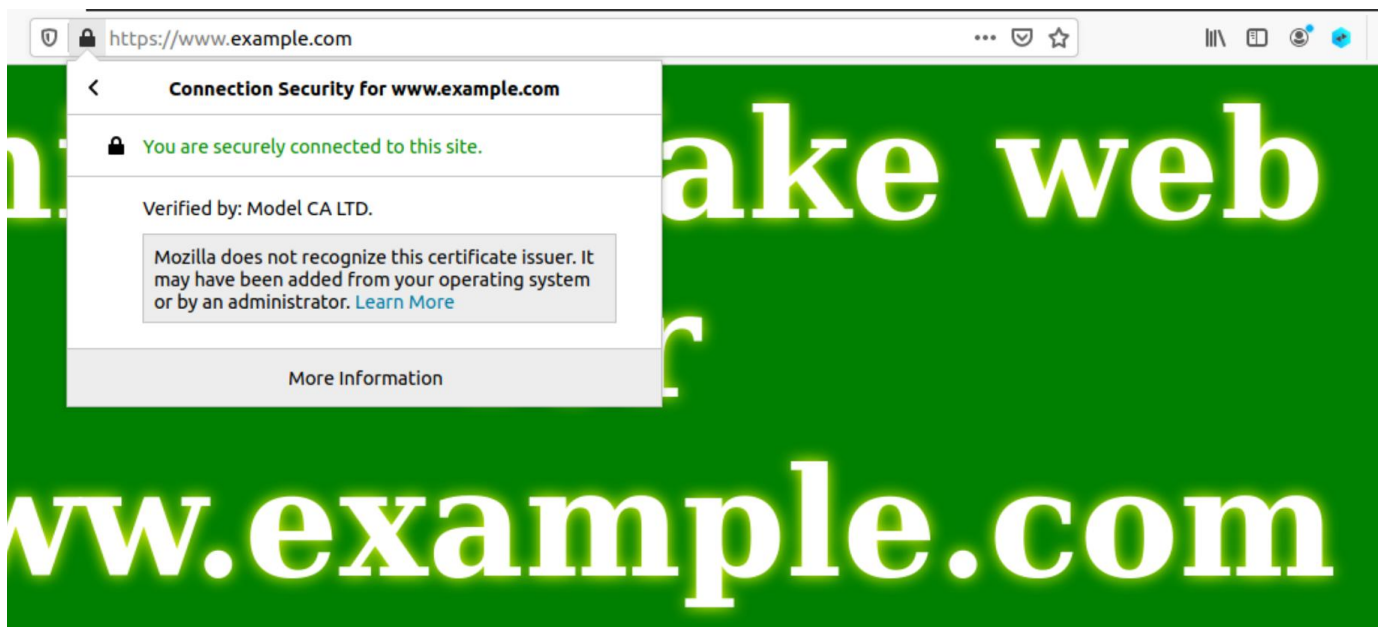 https://www.example.com
Connection Security for www.example.com
You are securely connected to this site.
Verified by: Model CA LTD.
Mozilla does not recognize this certificate issuer. It
may have been added from your operating system
or by an administrator. Learn More
More Information
ake web
r
ww.example.com